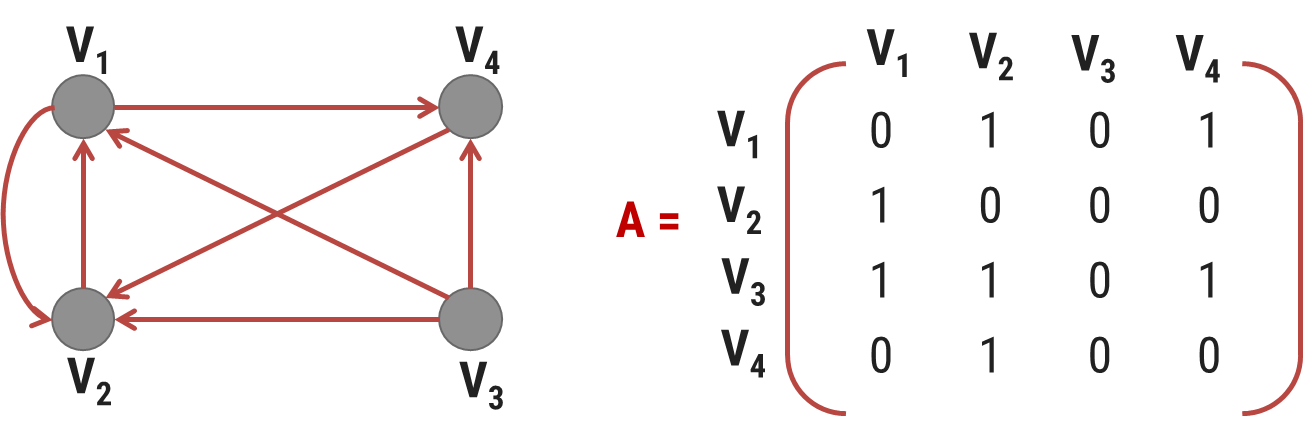 V1 V4
V2 V3
A =
V1 V2 V3 V4
V1 0 1 0 1
V2 1 0 0 0
V3 1 1 0 1
V4 0 1 0 0